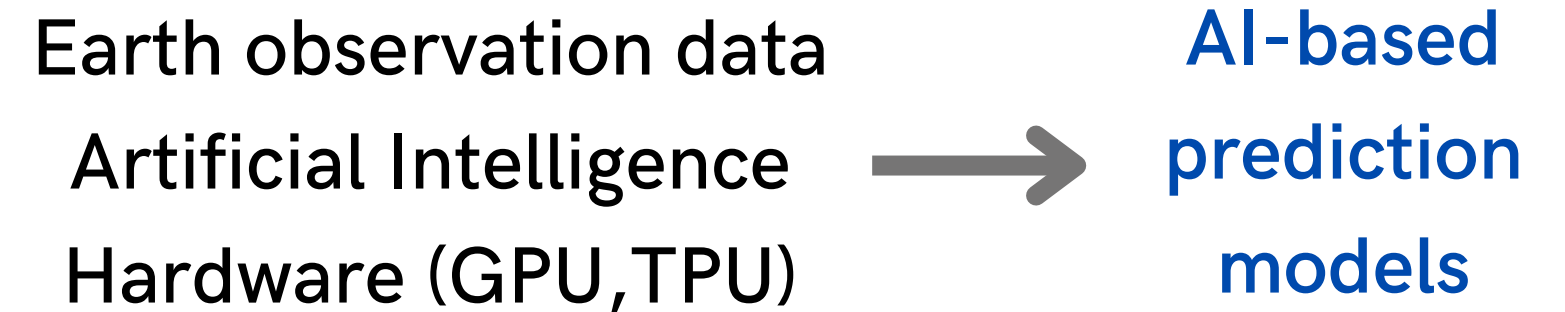 Earth observation data
Artificial Intelligence
Hardware (GPU,TPU)
AI-based
prediction
models